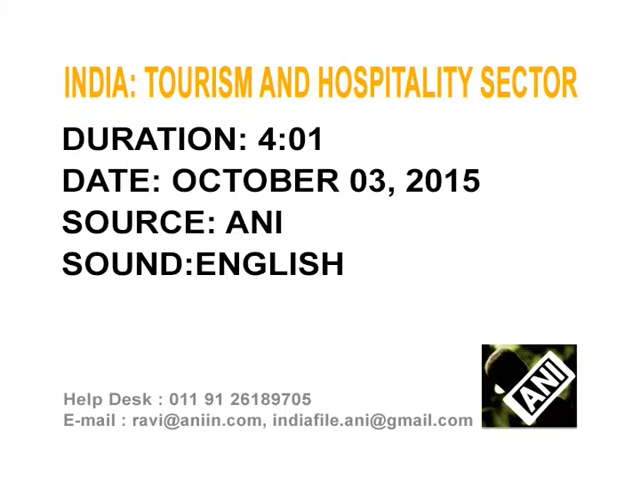 INDIA: TOURISM AND HOSPITALITY SECTOR
DURATION: 4:01
DATE: OCTOBER 03, 2015
SOURCE: ANI
SOUND:ENGLISH
ANI
Help Desk : 011 91 26189705
E-mail : ravi@aniin.com, indiafile.ani@gmail.com